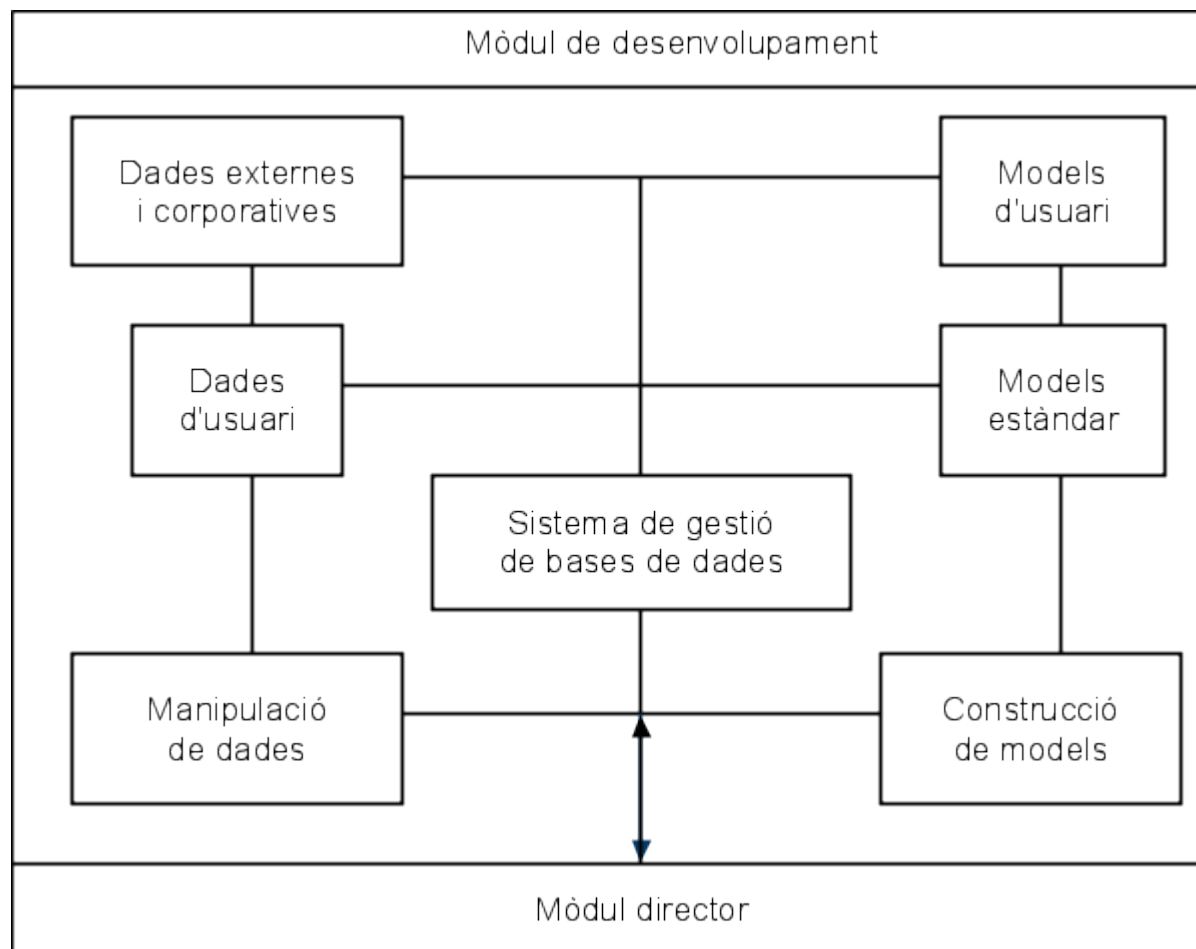 Mòdul de desenvolupament
Dades externes
i corporatives
Models
d'usuari
Dades
d'usuari
Models
estàndar
Sistema de gestió
de bases de dades
Manipulació
de dades
Construcció
de models
Mòdul director